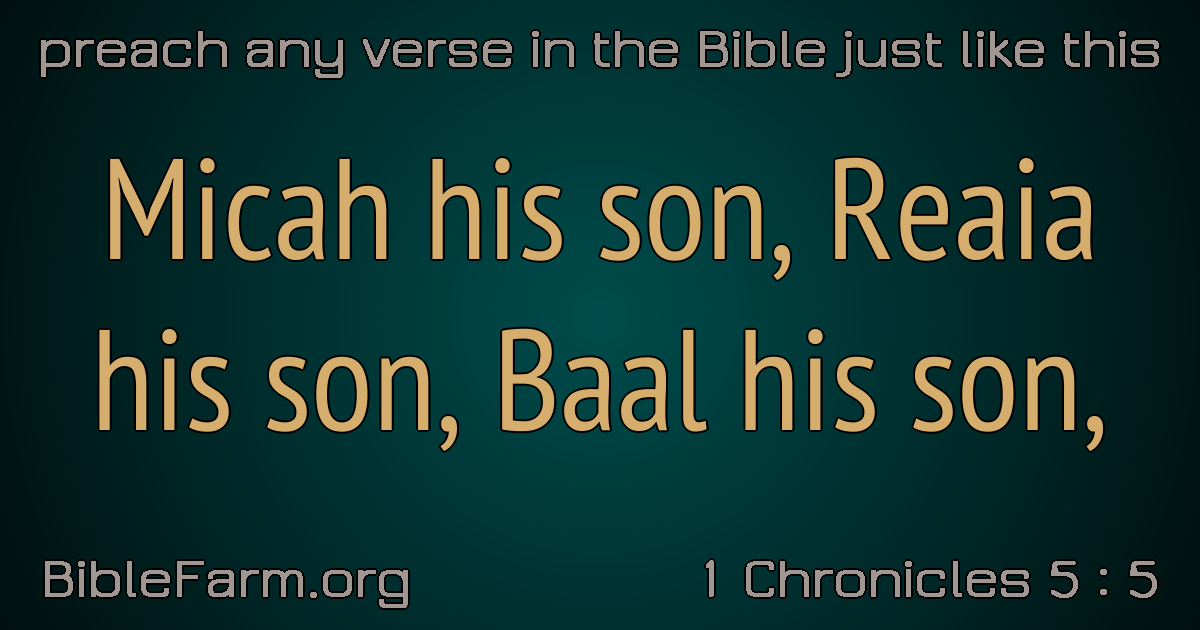 preach any verse in the Bible just like this
Micah his son, Reaia
his son, Baal his son,
BibleFarm.org
1 Chronicles 5 : 5